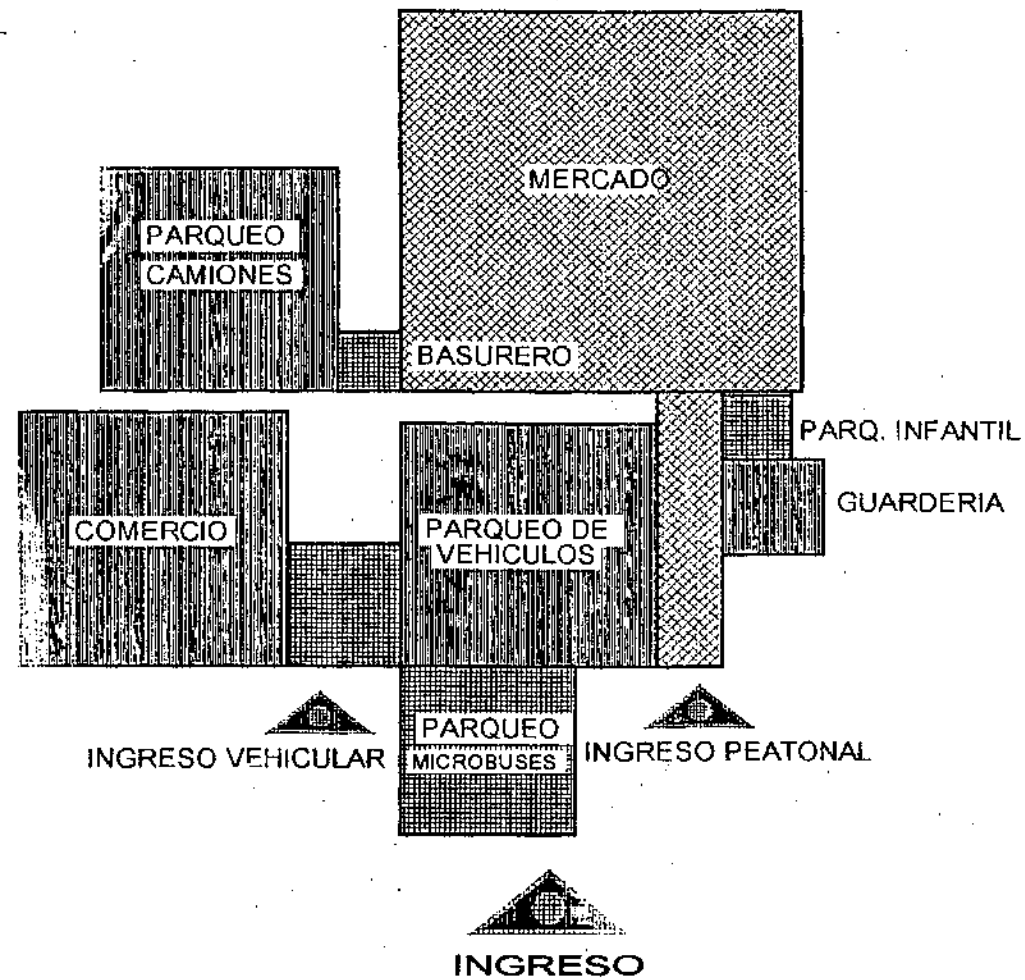 MERCADO
PARQUEO
CAMIONES
BASURERO
PARQ. INFANTIL
GUARDERIA
COMERCIO
PARQUEO DE
VEHICULOS
PARQUEO
MICROBUSES
INGRESO VEHICULAR
INGRESO PEATONAL
INGRESO